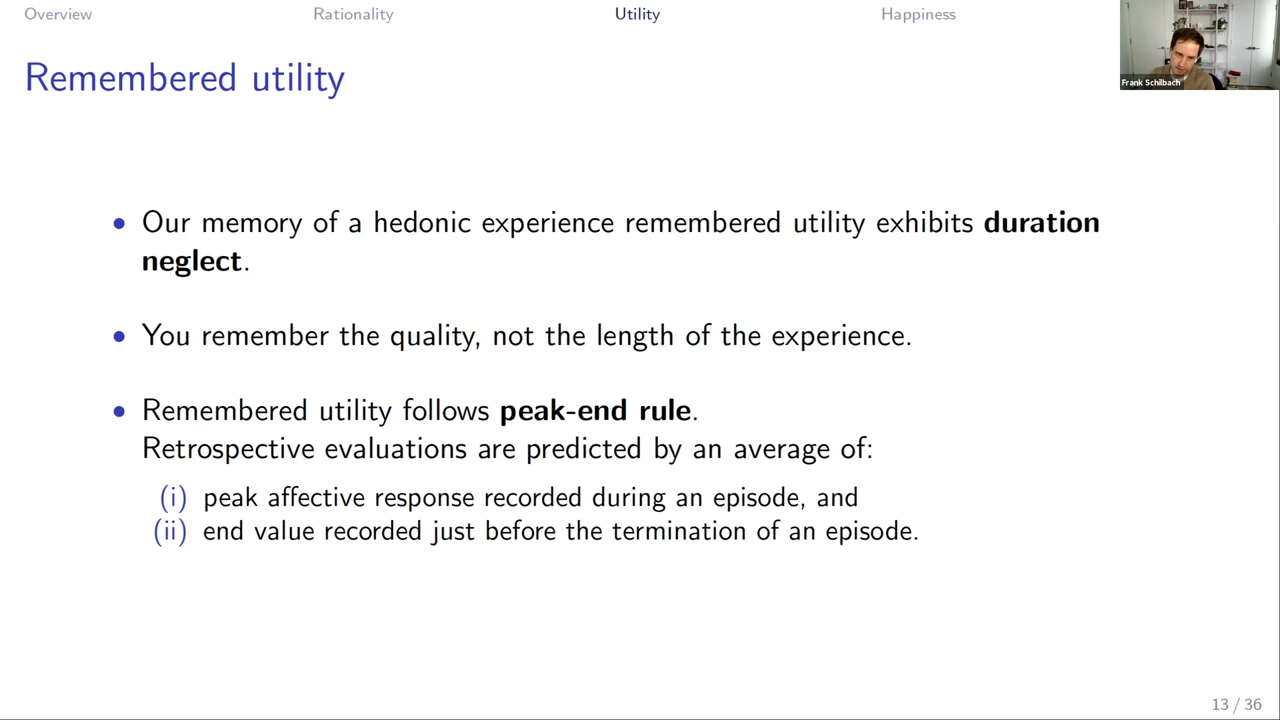 Overview Rationality Utility Happiness
Remembered utility
Frank Schilbach
• Our memory of a hedonic experience remembered utility exhibits duration
neglect.
• You remember the quality, not the length of the experience.
• Remembered utility follows peak-end rule.
Retrospective evaluations are predicted by an average of:
(i) peak affective response recorded during an episode, and
(ii) end value recorded just before the termination of an episode.
13 / 36